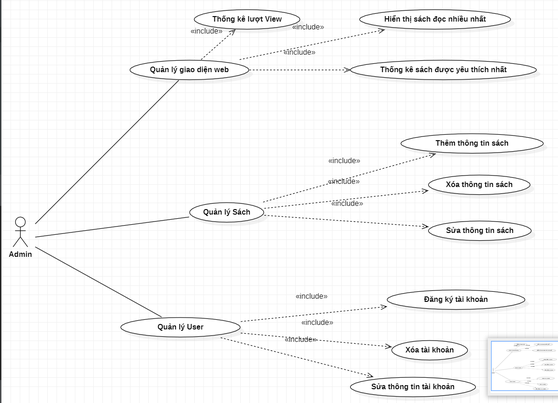 Thống kê lượt View
Hiển thị sách đọc nhiều nhất
«include»
«include»
«include»
Quản lý giao diện web
Thống kê sách được yêu thích nhất
Thêm thông tin sách
«include»
«include»
Xóa thông tin sách
«include»
Quản lý Sách
Sửa thông tin sách
Admin
«include»
Đăng ký tài khoản
«include»
Quản lý User
«include»
Xóa tài khoản
Sửa thông tin tài khoản